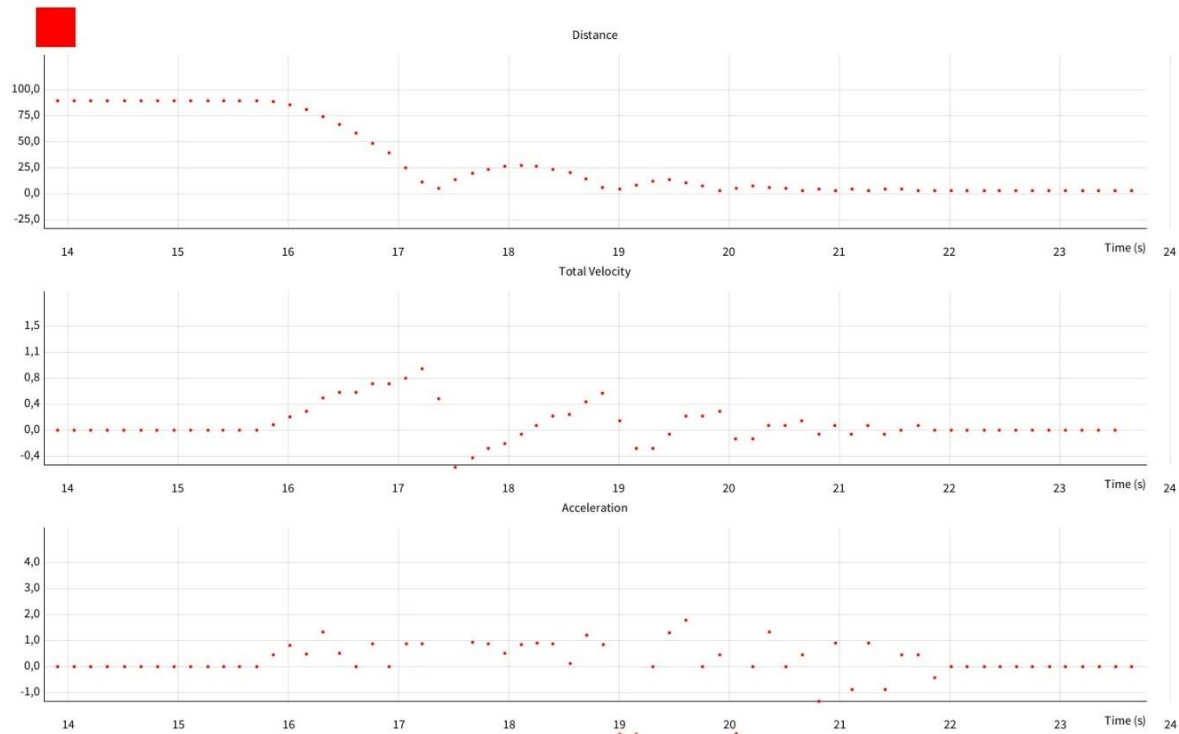 Distance
100,0
75,0
50,0
25,0
0,0
-25,0
14 15 16 17 18 19 20 21 22 23 24
Time (s)
Total Velocity
1,5
1,1
0,8
0,4
0,0
-0,4
14 15 16 17 18 19 20 21 22 23 24
Time (s)
Acceleration
4,0
3,0
2,0
1,0
0,0
-1,0
14 15 16 17 18 19 20 21 22 23 24
Time (s)